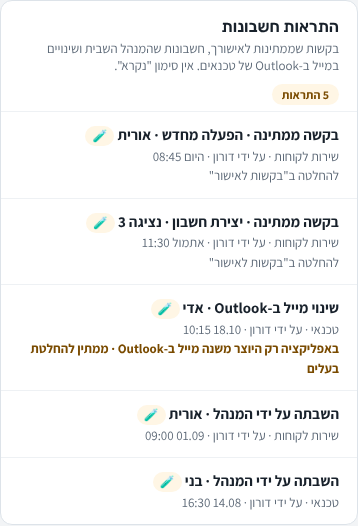 התראות חשבונות
בקשות שממתינות לאישורך, חשבונות שהמנהל השבית ושינויים
במייל ב-Outlook של טכנאים. אין סימון "נקרא".
5 התראות
בקשה ממתינה · הפעלה מחדש · אורית
שירות לקוחות · על ידי דורון · היום 08:45
להחלטה ב"בקשות לאישור"
בקשה ממתינה · יצירת חשבון · נציגה 3
שירות לקוחות · על ידי דורון · אתמול 11:30
להחלטה ב"בקשות לאישור"
שינוי מייל ב-Outlook · אדי
טכנאי · על ידי דורון · 18.10 10:15
באפליקציה רק היוצר משנה מייל ב-Outlook · ממתין להחלטת
בעלים
השבתה על ידי המנהל · אורית
שירות לקוחות · על ידי דורון · 01.09 09:00
השבתה על ידי המנהל · בני
טכנאי · על ידי דורון · 14.08 16:30